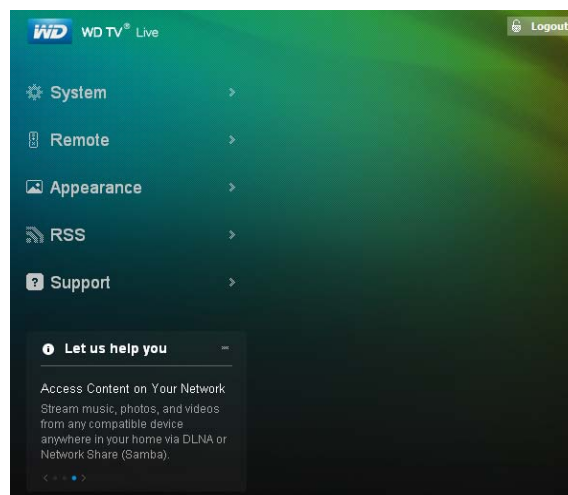 WD WD TV® Live
Logout
System
Remote
Appearance
RSS
Support
Let us help you
Access Content on Your Network
Stream music, photos, and videos
from any compatible device
anywhere in your home via DLNA or
Network Share (Samba).